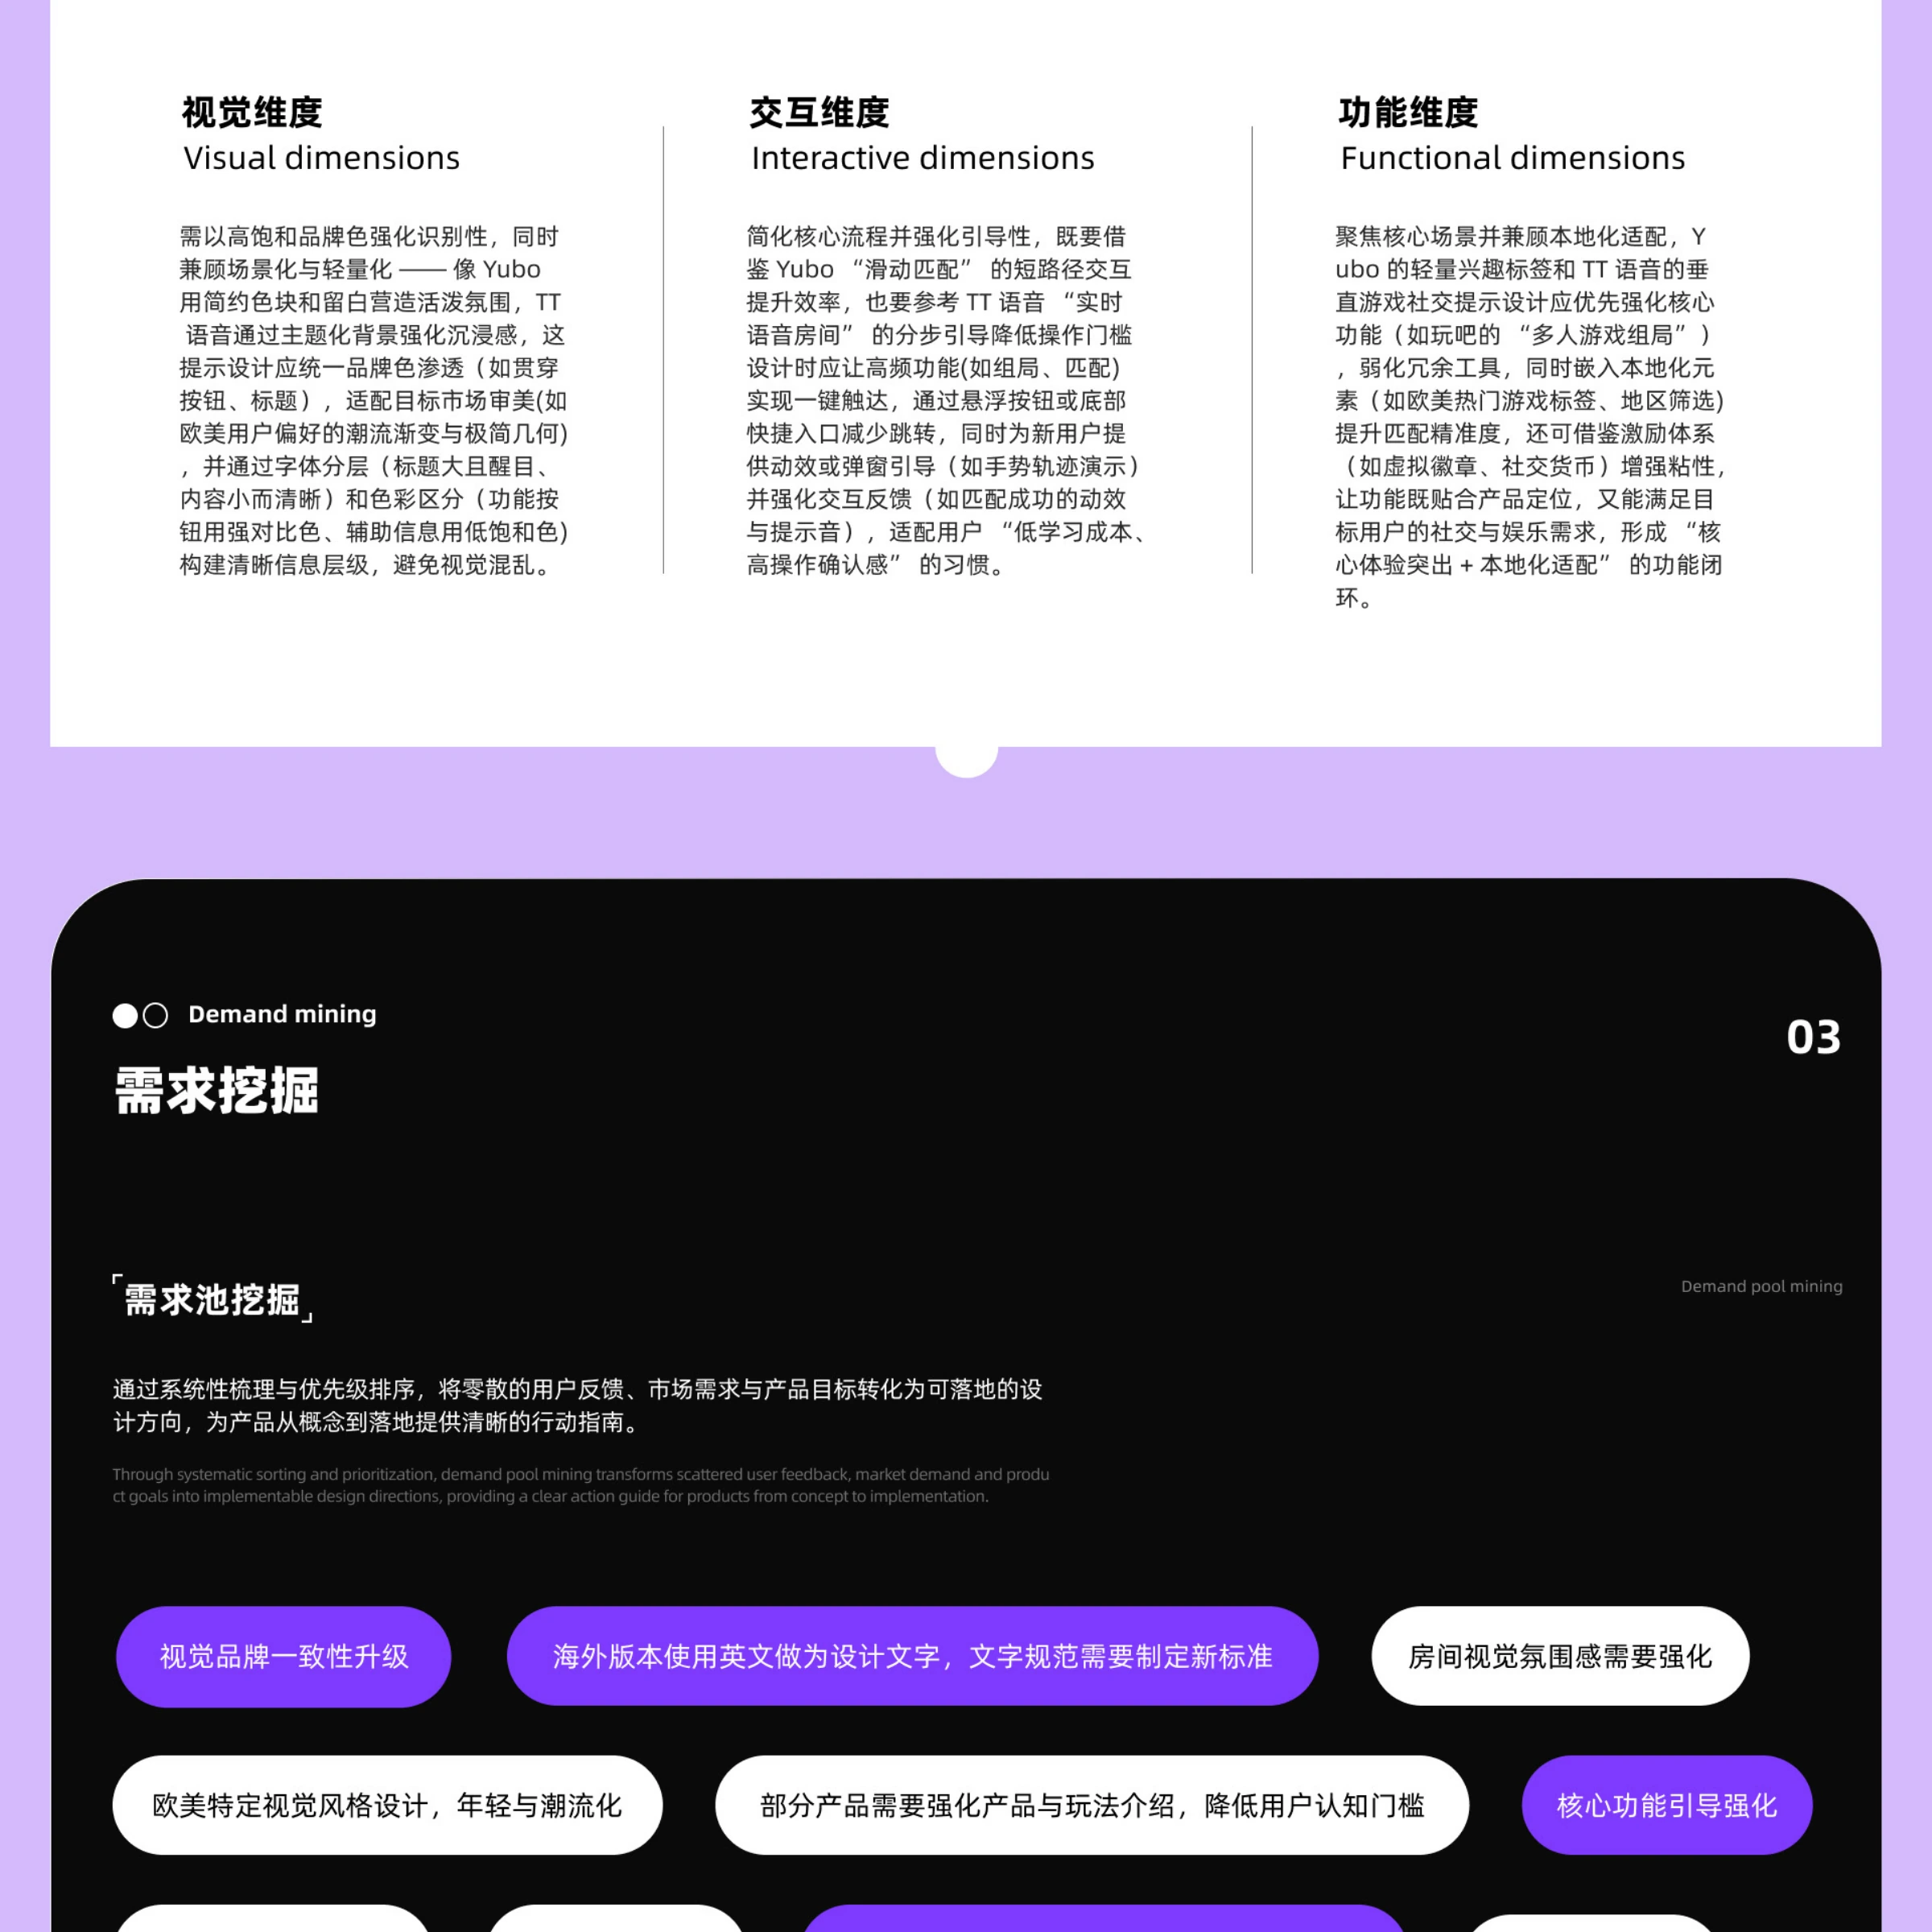 视觉维度
Visual dimensions
需以高饱和品牌色强化识别性，同时
兼顾场景化与轻量化 —— 像 Yubo
用简约色块和留白营造活泼氛围，TT
语音通过主题化背景强化沉浸感，这
提示设计应统一品牌色渗透（如贯穿
按钮、标题），适配目标市场审美(如
欧美用户偏好的潮流渐变与极简几何)
，并通过字体分层（标题大且醒目、
内容小而清晰）和色彩区分（功能按
钮用强对比色、辅助信息用低饱和色)
构建清晰信息层级，避免视觉混乱。
交互维度
Interactive dimensions
简化核心流程并强化引导性，既要借
鉴 Yubo “滑动匹配” 的短路径交互
提升效率，也要参考 TT 语音 “实时
语音房间” 的分步引导降低操作门槛
设计时应让高频功能(如组局、匹配)
实现一键触达，通过悬浮按钮或底部
快捷入口减少跳转，同时为新用户提
供动效或弹窗引导（如手势轨迹演示）
并强化交互反馈（如匹配成功的动效
与提示音），适配用户 “低学习成本、
高操作确认感” 的习惯。
功能维度
Functional dimensions
聚焦核心场景并兼顾本地化适配，Y
ubo 的轻量兴趣标签和 TT 语音的垂
直游戏社交提示设计应优先强化核心
功能（如玩吧的 “多人游戏组局” ）
，弱化冗余工具，同时嵌入本地化元
素（如欧美热门游戏标签、地区筛选)
提升匹配精准度，还可借鉴激励体系
（如虚拟徽章、社交货币）增强粘性，
让功能既贴合产品定位，又能满足目
标用户的社交与娱乐需求，形成 “核
心体验突出 + 本地化适配” 的功能闭
环。
Demand mining
03
需求挖掘
「需求池挖掘」
Demand pool mining
通过系统性梳理与优先级排序，将零散的用户反馈、市场需求与产品目标转化为可落地的设
计方向，为产品从概念到落地提供清晰的行动指南。
Through systematic sorting and prioritization, demand pool mining transforms scattered user feedback, market demand and produ
ct goals into implementable design directions, providing a clear action guide for products from concept to implementation.
视觉品牌一致性升级
海外版本使用英文做为设计文字，文字规范需要制定新标准
房间视觉氛围感需要强化
欧美特定视觉风格设计，年轻与潮流化
部分产品需要强化产品与玩法介绍，降低用户认知门槛
核心功能引导强化